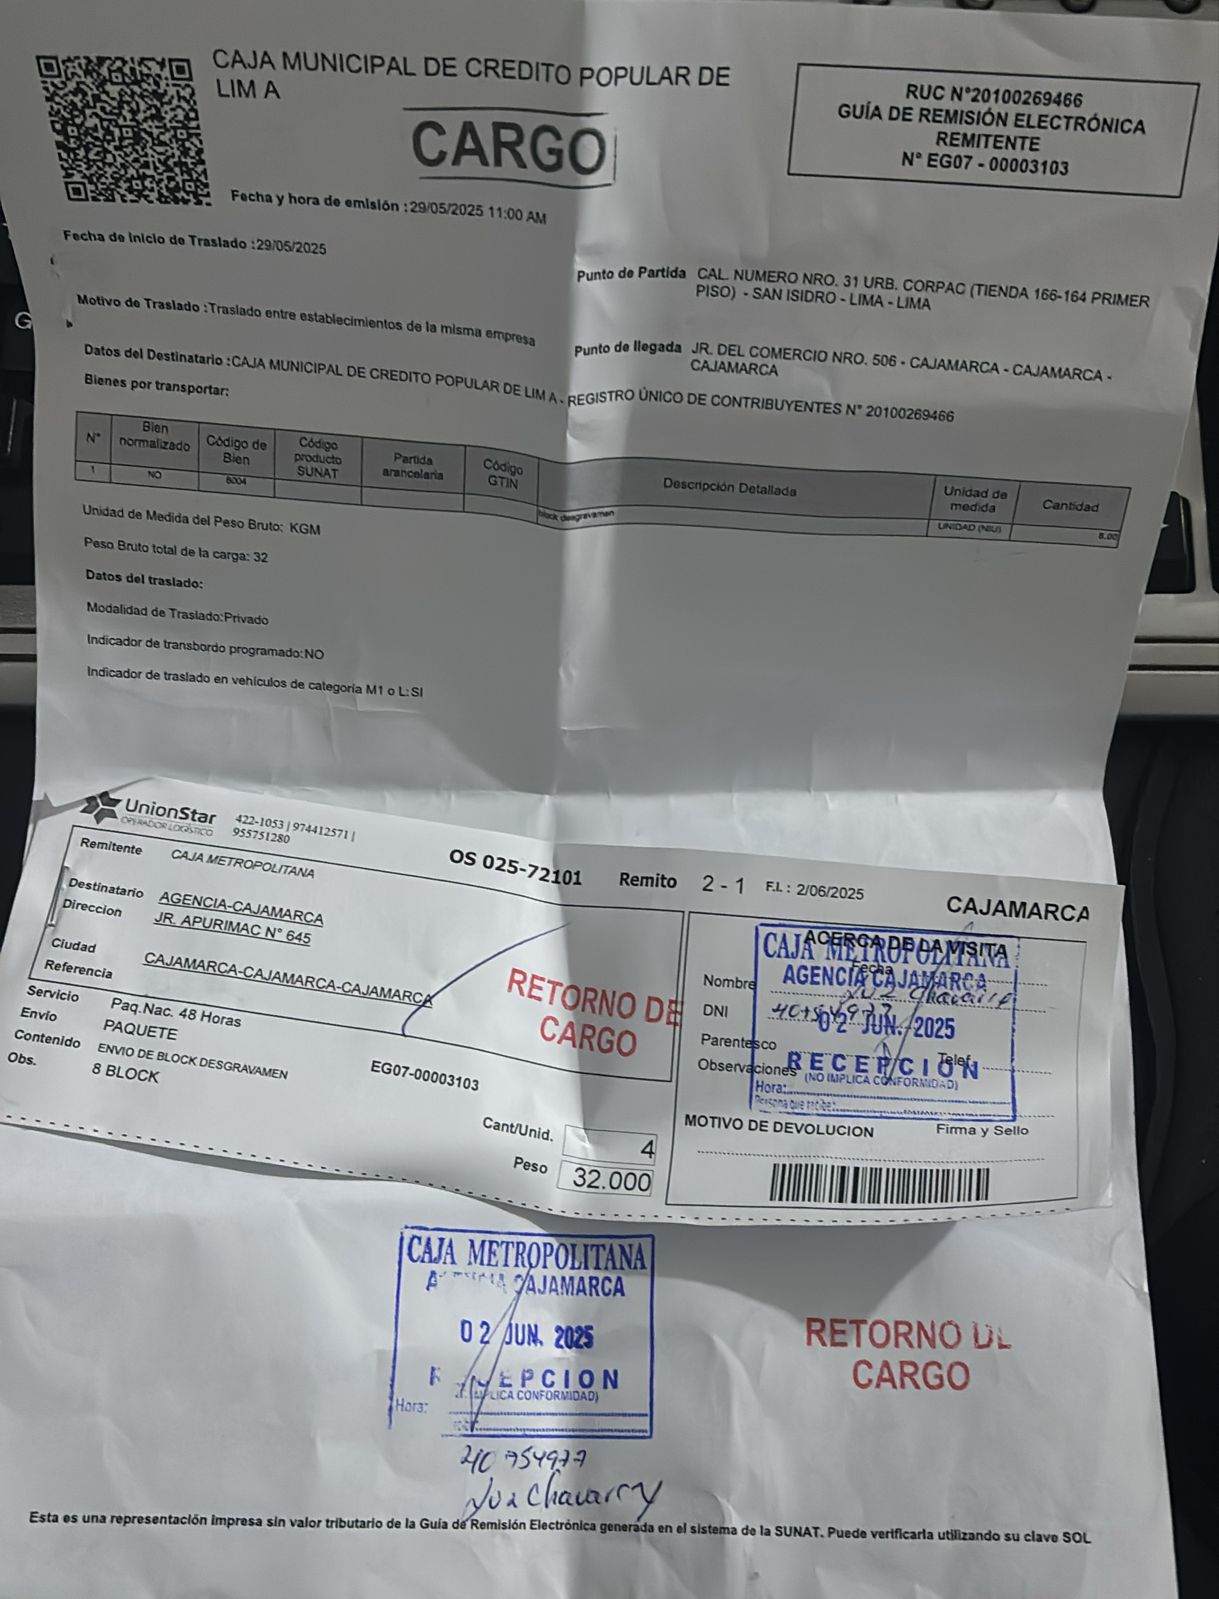 CAJA MUNICIPAL DE CREDITO POPULAR DE
LIM A
CARGO
RUC N°20100269466
GUÍA DE REMISIÓN ELECTRÓNICA
REMITENTE
N° EG07 - 00003103
Fecha y hora de emisión :29/05/2025 11:00 AM
Fecha de inicio de Traslado :29/05/2025
Punto de Partida CAL. NUMERO NRO. 31 URB. CORPAC (TIENDA 166-164 PRIMER
PISO) - SAN ISIDRO - LIMA - LIMA
Motivo de Traslado :Traslado entre establecimientos de la misma empresa
Punto de llegada JR. DEL COMERCIO NRO. 506 - CAJAMARCA - CAJAMARCA -
CAJAMARCA
Datos del Destinatario :CAJA MUNICIPAL DE CREDITO POPULAR DE LIM A - REGISTRO ÚNICO DE CONTRIBUYENTES N° 20100269466
Bienes por transportar:
N° Bien normalizado Código de Bien Código producto SUNAT Partida arancelaria Código GTIN Descripción Detallada Unidad de medida Cantidad
1 NO 8004 block desgravamen UNIDAD (NIU) 8.00
Unidad de Medida del Peso Bruto: KGM
Peso Bruto total de la carga: 32
Datos del traslado:
Modalidad de Traslado:Privado
Indicador de transbordo programado:NO
Indicador de traslado en vehículos de categoría M1 o L:SI
UnionStar
OPERADOR LOGÍSTICO
422-1053 | 974412571 |
955751280
OS 025-72101 Remito 2 - 1 F.I.: 2/06/2025 CAJAMARCA
Remitente CAJA METROPOLITANA
Destinatario AGENCIA-CAJAMARCA
Direccion JR. APURIMAC N° 645
Ciudad CAJAMARCA-CAJAMARCA-CAJAMARCA
Referencia
Servicio Paq.Nac. 48 Horas
Envío PAQUETE
Contenido ENVIO DE BLOCK DESGRAVAMEN EG07-00003103
Obs. 8 BLOCK
RETORNO DE
CARGO
Cant/Unid. 4
Peso 32.000
ACERCA DE LA VISITA
Fecha
Nombre
DNI
Parentesco
Telef.
Observaciones
CAJA METROPOLITANA
AGENCIA CAJAMARCA
02 JUN. 2025
RECEPCION
(NO IMPLICA CONFORMIDAD)
Hora:
Persona que recibe:
Chavarry
MOTIVO DE DEVOLUCION Firma y Sello
CAJA METROPOLITANA
CAJAMARCA
02 JUN. 2025
EPCION
PLICA CONFORMIDAD)
Hora:
RETORNO DE
CARGO
40754977
Chavarry
Esta es una representación impresa sin valor tributario de la Guía de Remisión Electrónica generada en el sistema de la SUNAT. Puede verificarla utilizando su clave SOL